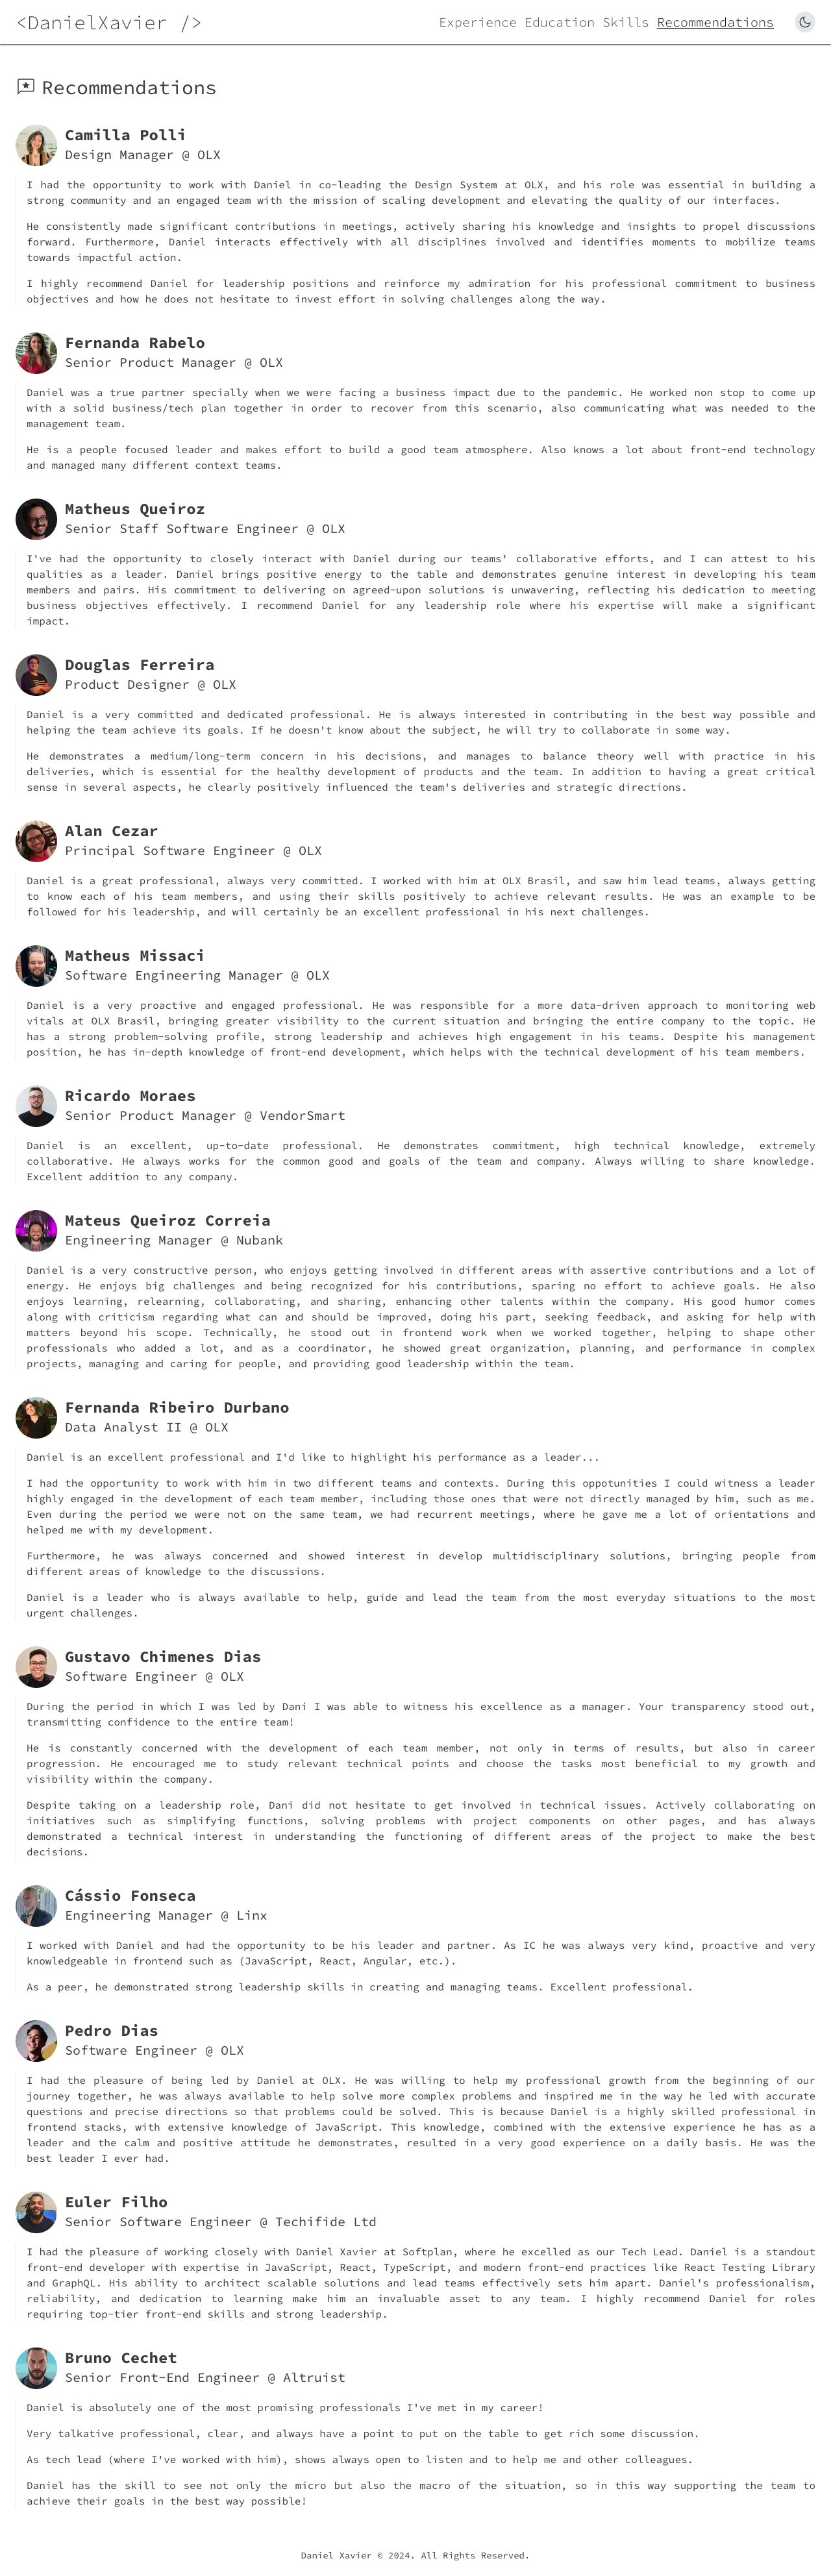 <DanielXavier />
Experience Education Skills Recommendations
Recommendations
Camilla Polli
Design Manager @ OLX
I had the opportunity to work with Daniel in co-leading the Design System at OLX, and his role was essential in building a
strong community and an engaged team with the mission of scaling development and elevating the quality of our interfaces.
He consistently made significant contributions in meetings, actively sharing his knowledge and insights to propel discussions
forward. Furthermore, Daniel interacts effectively with all disciplines involved and identifies moments to mobilize teams
towards impactful action.
I highly recommend Daniel for leadership positions and reinforce my admiration for his professional commitment to business
objectives and how he does not hesitate to invest effort in solving challenges along the way.
Fernanda Rabelo
Senior Product Manager @ OLX
Daniel was a true partner specially when we were facing a business impact due to the pandemic. He worked non stop to come up
with a solid business/tech plan together in order to recover from this scenario, also communicating what was needed to the
management team.
He is a people focused leader and makes effort to build a good team atmosphere. Also knows a lot about front-end technology
and managed many different context teams.
Matheus Queiroz
Senior Staff Software Engineer @ OLX
I've had the opportunity to closely interact with Daniel during our teams' collaborative efforts, and I can attest to his
qualities as a leader. Daniel brings positive energy to the table and demonstrates genuine interest in developing his team
members and pairs. His commitment to delivering on agreed-upon solutions is unwavering, reflecting his dedication to meeting
business objectives effectively. I recommend Daniel for any leadership role where his expertise will make a significant
impact.
Douglas Ferreira
Product Designer @ OLX
Daniel is a very committed and dedicated professional. He is always interested in contributing in the best way possible and
helping the team achieve its goals. If he doesn't know about the subject, he will try to collaborate in some way.
He demonstrates a medium/long-term concern in his decisions, and manages to balance theory well with practice in his
deliveries, which is essential for the healthy development of products and the team. In addition to having a great critical
sense in several aspects, he clearly positively influenced the team's deliveries and strategic directions.
Alan Cezar
Principal Software Engineer @ OLX
Daniel is a great professional, always very committed. I worked with him at OLX Brasil, and saw him lead teams, always getting
to know each of his team members, and using their skills positively to achieve relevant results. He was an example to be
followed for his leadership, and will certainly be an excellent professional in his next challenges.
Matheus Missaci
Software Engineering Manager @ OLX
Daniel is a very proactive and engaged professional. He was responsible for a more data-driven approach to monitoring web
vitals at OLX Brasil, bringing greater visibility to the current situation and bringing the entire company to the topic. He
has a strong problem-solving profile, strong leadership and achieves high engagement in his teams. Despite his management
position, he has in-depth knowledge of front-end development, which helps with the technical development of his team members.
Ricardo Moraes
Senior Product Manager @ VendorSmart
Daniel is an excellent, up-to-date professional. He demonstrates commitment, high technical knowledge, extremely
collaborative. He always works for the common good and goals of the team and company. Always willing to share knowledge.
Excellent addition to any company.
Mateus Queiroz Correia
Engineering Manager @ Nubank
Daniel is a very constructive person, who enjoys getting involved in different areas with assertive contributions and a lot of
energy. He enjoys big challenges and being recognized for his contributions, sparing no effort to achieve goals. He also
enjoys learning, relearning, collaborating, and sharing, enhancing other talents within the company. His good humor comes
along with criticism regarding what can and should be improved, doing his part, seeking feedback, and asking for help with
matters beyond his scope. Technically, he stood out in frontend work when we worked together, helping to shape other
professionals who added a lot, and as a coordinator, he showed great organization, planning, and performance in complex
projects, managing and caring for people, and providing good leadership within the team.
Fernanda Ribeiro Durbano
Data Analyst II @ OLX
Daniel is an excellent professional and I'd like to highlight his performance as a leader...
I had the opportunity to work with him in two different teams and contexts. During this oppotunities I could witness a leader
highly engaged in the development of each team member, including those ones that were not directly managed by him, such as me.
Even during the period we were not on the same team, we had recurrent meetings, where he gave me a lot of orientations and
helped me with my development.
Furthermore, he was always concerned and showed interest in develop multidisciplinary solutions, bringing people from
different areas of knowledge to the discussions.
Daniel is a leader who is always available to help, guide and lead the team from the most everyday situations to the most
urgent challenges.
Gustavo Chimenes Dias
Software Engineer @ OLX
During the period in which I was led by Dani I was able to witness his excellence as a manager. Your transparency stood out,
transmitting confidence to the entire team!
He is constantly concerned with the development of each team member, not only in terms of results, but also in career
progression. He encouraged me to study relevant technical points and choose the tasks most beneficial to my growth and
visibility within the company.
Despite taking on a leadership role, Dani did not hesitate to get involved in technical issues. Actively collaborating on
initiatives such as simplifying functions, solving problems with project components on other pages, and has always
demonstrated a technical interest in understanding the functioning of different areas of the project to make the best
decisions.
Cássio Fonseca
Engineering Manager @ Linx
I worked with Daniel and had the opportunity to be his leader and partner. As IC he was always very kind, proactive and very
knowledgeable in frontend such as (JavaScript, React, Angular, etc.).
As a peer, he demonstrated strong leadership skills in creating and managing teams. Excellent professional.
Pedro Dias
Software Engineer @ OLX
I had the pleasure of being led by Daniel at OLX. He was willing to help my professional growth from the beginning of our
journey together, he was always available to help solve more complex problems and inspired me in the way he led with accurate
questions and precise directions so that problems could be solved. This is because Daniel is a highly skilled professional in
frontend stacks, with extensive knowledge of JavaScript. This knowledge, combined with the extensive experience he has as a
leader and the calm and positive attitude he demonstrates, resulted in a very good experience on a daily basis. He was the
best leader I ever had.
Euler Filho
Senior Software Engineer @ Techifide Ltd
I had the pleasure of working closely with Daniel Xavier at Softplan, where he excelled as our Tech Lead. Daniel is a standout
front-end developer with expertise in JavaScript, React, TypeScript, and modern front-end practices like React Testing Library
and GraphQL. His ability to architect scalable solutions and lead teams effectively sets him apart. Daniel's professionalism,
reliability, and dedication to learning make him an invaluable asset to any team. I highly recommend Daniel for roles
requiring top-tier front-end skills and strong leadership.
Bruno Cechet
Senior Front-End Engineer @ Altruist
Daniel is absolutely one of the most promising professionals I've met in my career!
Very talkative professional, clear, and always have a point to put on the table to get rich some discussion.
As tech lead (where I've worked with him), shows always open to listen and to help me and other colleagues.
Daniel has the skill to see not only the micro but also the macro of the situation, so in this way supporting the team to
achieve their goals in the best way possible!
Daniel Xavier © 2024. All Rights Reserved.